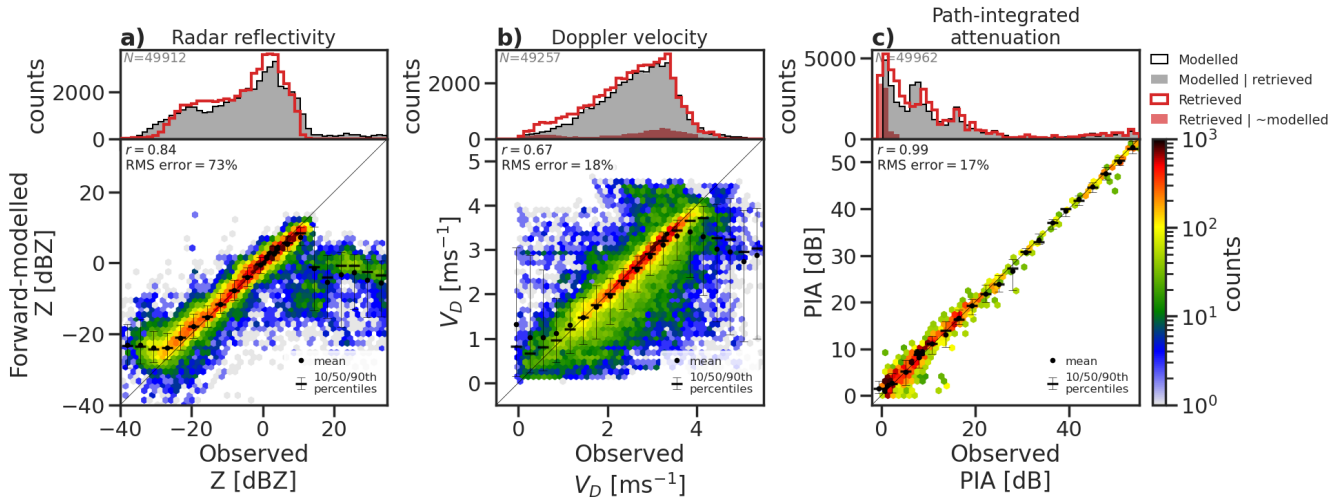 a) Radar reflectivity
N=49912
counts
2000
0
r = 0.84
RMS error = 73%
Forward-modelled
Z [dBZ]
20
0
−20
−40
mean
10/50/90th
percentiles
−40 −20 0 20
Observed
Z [dBZ]
b) Doppler velocity
N=49257
counts
2000
0
r = 0.67
RMS error = 18%
V_D [ms⁻¹]
5
4
3
2
1
0
mean
10/50/90th
percentiles
0 2 4
Observed
V_D [ms⁻¹]
Path-integrated
c) attenuation
N=49962
counts
5000
0
r = 0.99
RMS error = 17%
PIA [dB]
50
40
30
20
10
0
mean
10/50/90th
percentiles
0 20 40
Observed
PIA [dB]
Modelled
Modelled | retrieved
Retrieved
Retrieved | ~modelled
10³
10²
10¹
10⁰
counts